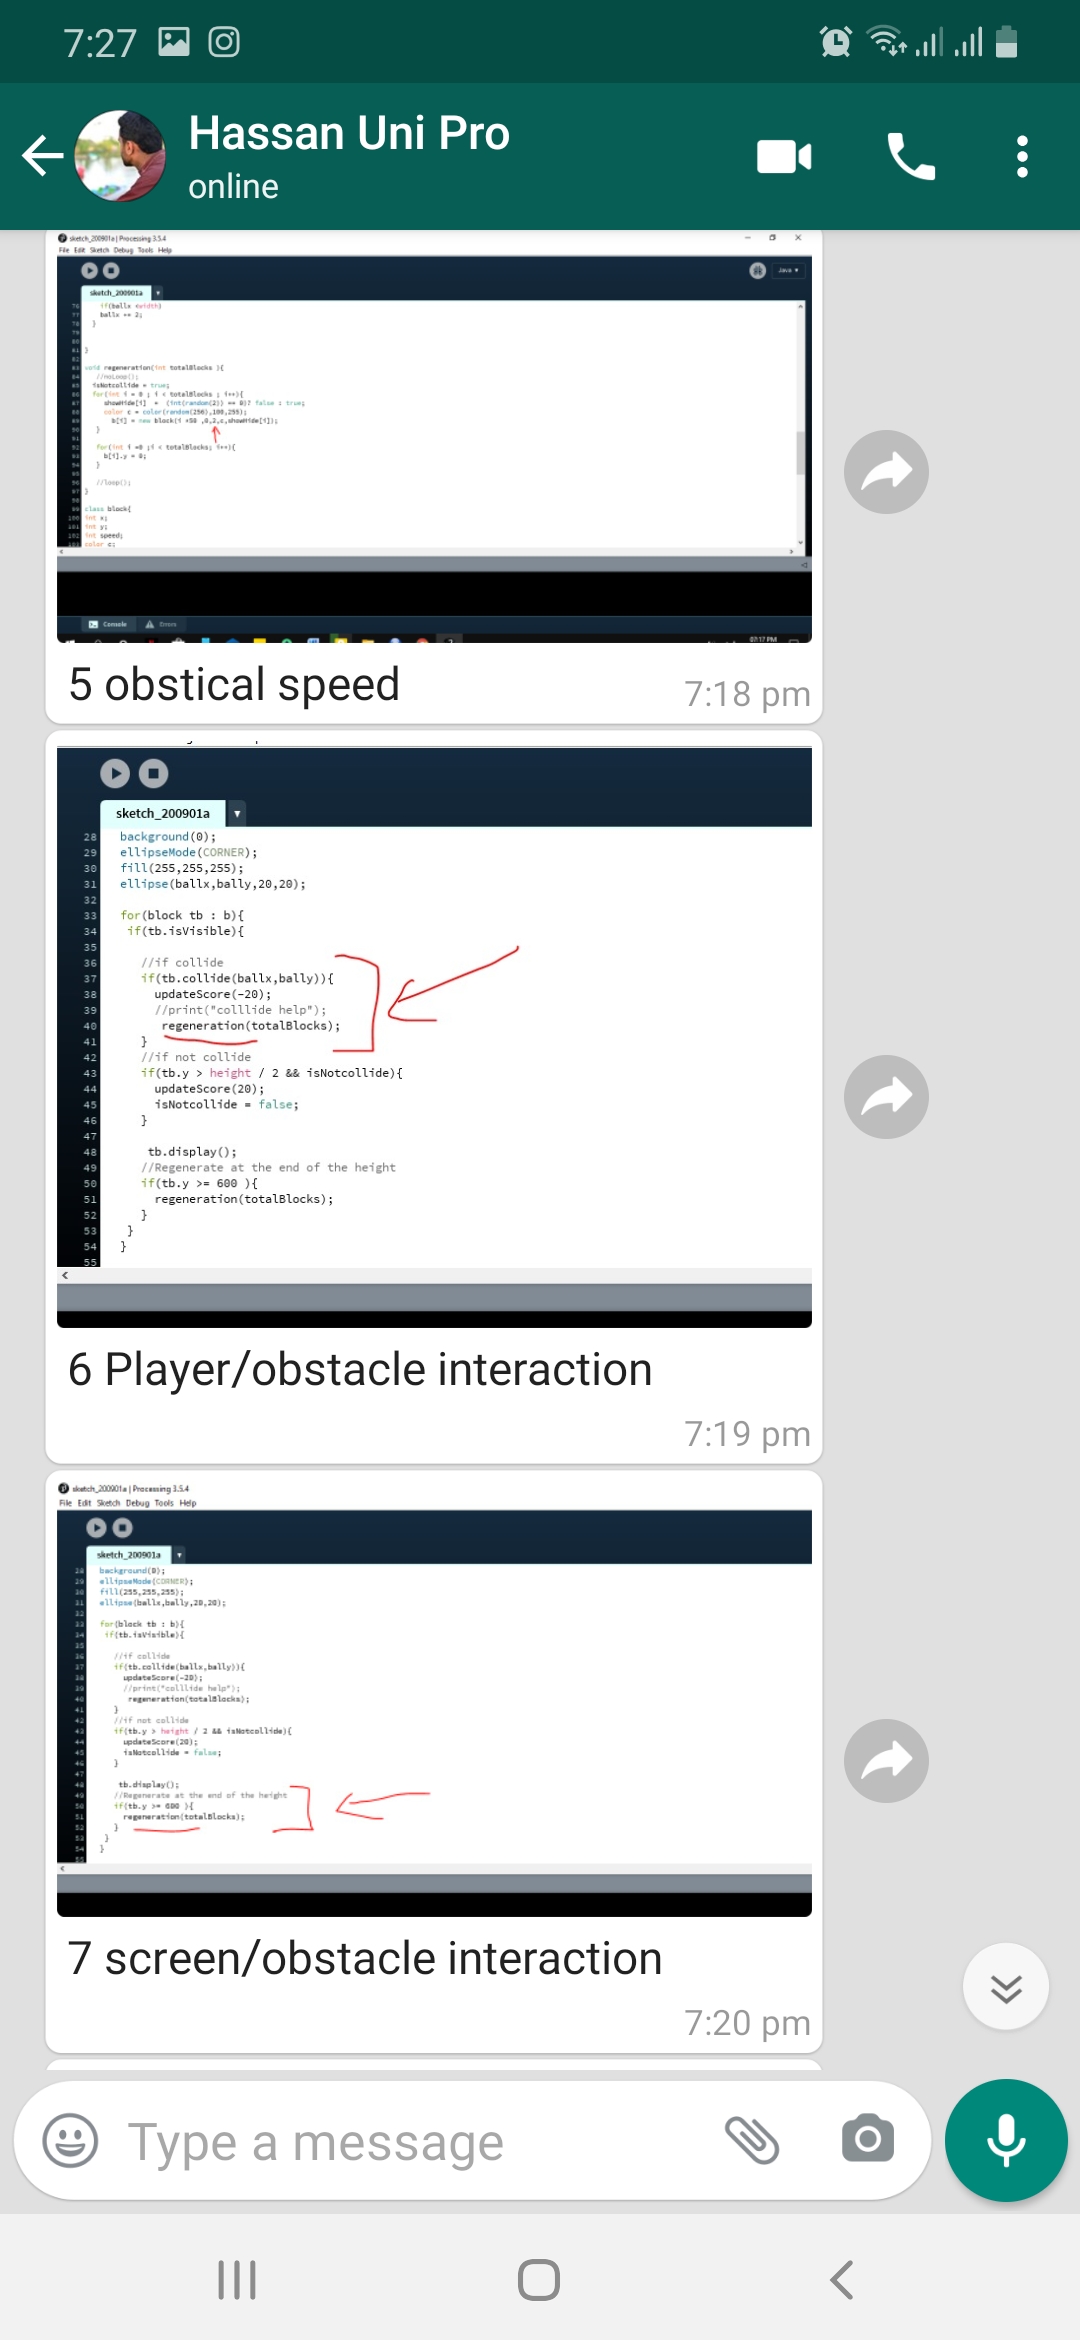 7:27
Hassan Uni Pro
online
sketch_200901a | Processing 3.5.4
File Edit Sketch Debug Tools Help
Java
sketch_200901a
76 if(ballx <width)
77 ballx += 2;
78 }
79
80
81 }
82
83 void regeneration(int totalBlocks ){
84 //noLoop();
85 isNotcollide = true;
86 for(int i = 0 ; i < totalBlocks ; i++){
87 showHide[i] = (int(random(2)) == 0)? false : true;
88 color c = color(random(256),100,255);
89 b[i] = new block(i *50 ,0,2,c,showHide[i]);
90 }
91
92 for(int i =0 ;i < totalBlocks; i++){
93 b[i].y = 0;
94 }
95
96 //loop();
97 }
98
99 class block{
100 int x;
101 int y;
102 int speed;
103 color c;
Console
Errors
07:17 PM
5 obstical speed
7:18 pm
sketch_200901a
28 background(0);
29 ellipseMode(CORNER);
30 fill(255,255,255);
31 ellipse(ballx,bally,20,20);
32
33 for(block tb : b){
34 if(tb.isVisible){
35
36 //if collide
37 if(tb.collide(ballx,bally)){
38 updateScore(-20);
39 //print("colllide help");
40 regeneration(totalBlocks);
41 }
42 //if not collide
43 if(tb.y > height / 2 && isNotcollide){
44 updateScore(20);
45 isNotcollide = false;
46 }
47
48 tb.display();
49 //Regenerate at the end of the height
50 if(tb.y >= 600 ){
51 regeneration(totalBlocks);
52 }
53 }
54 }
55
6 Player/obstacle interaction
7:19 pm
sketch_200901a | Processing 3.5.4
File Edit Sketch Debug Tools Help
sketch_200901a
28 background(0);
29 ellipseMode(CORNER);
30 fill(255,255,255);
31 ellipse(ballx,bally,20,20);
32
33 for(block tb : b){
34 if(tb.isVisible){
35
36 //if collide
37 if(tb.collide(ballx,bally)){
38 updateScore(-20);
39 //print("colllide help");
40 regeneration(totalBlocks);
41 }
42 //if not collide
43 if(tb.y > height / 2 && isNotcollide){
44 updateScore(20);
45 isNotcollide = false;
46 }
47
48 tb.display();
49 //Regenerate at the end of the height
50 if(tb.y >= 600 ){
51 regeneration(totalBlocks);
52 }
53 }
54 }
55
7 screen/obstacle interaction
7:20 pm
Type a message